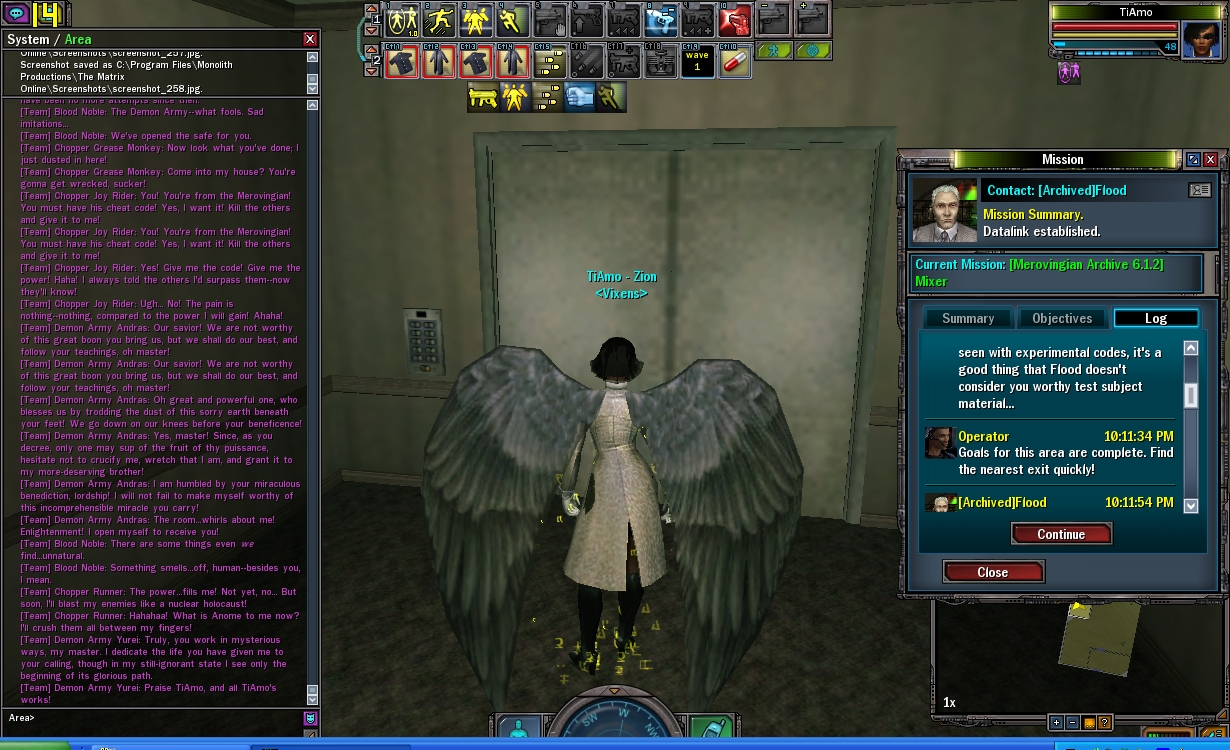 System / Area
Online\Screenshots\screenshot_257.jpg.
Screenshot saved as C:\Program Files\Monolith
Productions\The Matrix
Online\Screenshots\screenshot_258.jpg.
have been no more attempts since then.
[Team] Blood Noble: The Demon Army--what fools. Sad
imitations...
[Team] Blood Noble: We've opened the safe for you.
[Team] Chopper Grease Monkey: Now look what you've done; I
just dusted in here!
[Team] Chopper Grease Monkey: Come into my house? You're
gonna get wrecked, sucker!
[Team] Chopper Joy Rider: You! You're from the Merovingian!
You must have his cheat code! Yes, I want it! Kill the others
and give it to me!
[Team] Chopper Joy Rider: You! You're from the Merovingian!
You must have his cheat code! Yes, I want it! Kill the others
and give it to me!
[Team] Chopper Joy Rider: Yes! Give me the code! Give me the
power! Haha! I always told the others I'd surpass them--now
they'll know!
[Team] Chopper Joy Rider: Ugh... No! The pain is
nothing--nothing, compared to the power I will gain! Ahaha!
[Team] Demon Army Andras: Our savior! We are not worthy
of this great boon you bring us, but we shall do our best, and
follow your teachings, oh master!
[Team] Demon Army Andras: Our savior! We are not worthy
of this great boon you bring us, but we shall do our best, and
follow your teachings, oh master!
[Team] Demon Army Andras: Oh great and powerful one, who
blesses us by trodding the dust of this sorry earth beneath
your feet! We go down on our knees before your beneficence!
[Team] Demon Army Andras: Yes, master! Since, as you
decree, only one may sup of the fruit of thy puissance,
hesitate not to crucify me, wretch that I am, and grant it to
my more-deserving brother!
[Team] Demon Army Andras: I am humbled by your miraculous
benediction, lordship! I will not fail to make myself worthy of
this incomprehensible miracle you carry!
[Team] Demon Army Andras: The room...whirls about me!
Enlightenment! I open myself to receive you!
[Team] Blood Noble: There are some things even we
find...unnatural.
[Team] Blood Noble: Something smells...off, human--besides you,
I mean.
[Team] Chopper Runner: The power...fills me! Not yet, no... But
soon, I'll blast my enemies like a nuclear holocaust!
[Team] Chopper Runner: Hahahaa! What is Anome to me now?
I'll crush them all between my fingers!
[Team] Demon Army Yurei: Truly, you work in mysterious
ways, my master. I dedicate the life you have given me to
your calling, though in my still-ignorant state I see only the
beginning of its glorious path.
[Team] Demon Army Yurei: Praise TiAmo, and all TiAmo's
works!
Area>
1
2
1.0
wave
1
TiAmo
48
TiAmo - Zion
<Vixens>
Mission
Contact: [Archived]Flood
Mission Summary.
Datalink established.
Current Mission: [Merovingian Archive 6.1.2]
Mixer
Summary
Objectives
Log
seen with experimental codes, it's a
good thing that Flood doesn't
consider you worthy test subject
material...
Operator 10:11:34 PM
Goals for this area are complete. Find
the nearest exit quickly!
[Archived]Flood 10:11:54 PM
Continue
Close
1x
SW
W
NW